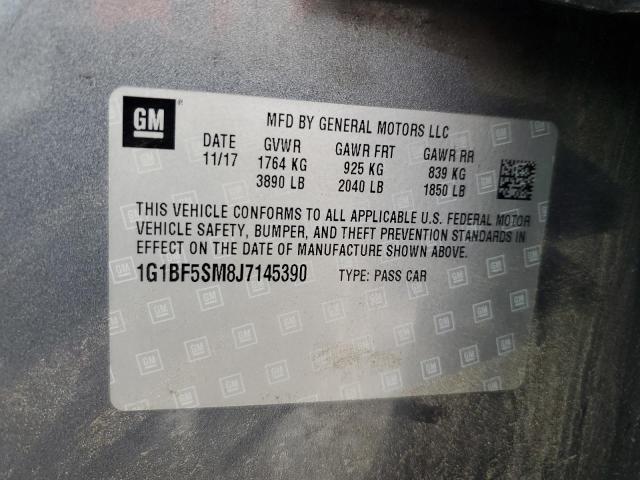 GM
MFD BY GENERAL MOTORS LLC
DATE GVWR GAWR FRT GAWR RR
11/17 1764 KG 925 KG 839 KG
3890 LB 2040 LB 1850 LB
THIS VEHICLE CONFORMS TO ALL APPLICABLE U.S. FEDERAL MOTOR
VEHICLE SAFETY, BUMPER, AND THEFT PREVENTION STANDARDS IN
EFFECT ON THE DATE OF MANUFACTURE SHOWN ABOVE.
1G1BF5SM8J7145390 TYPE: PASS CAR